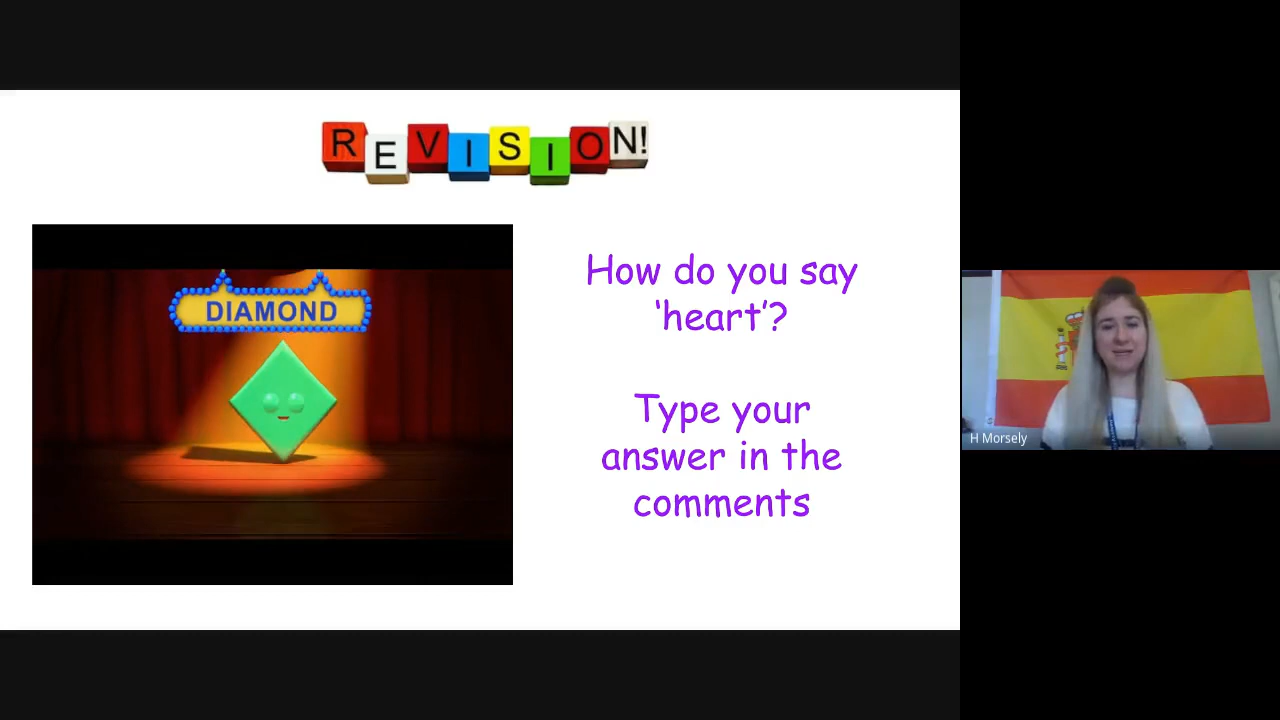 REVISION!
DIAMOND
How do you say
‘heart’?
Type your
answer in the
comments
H Morsely